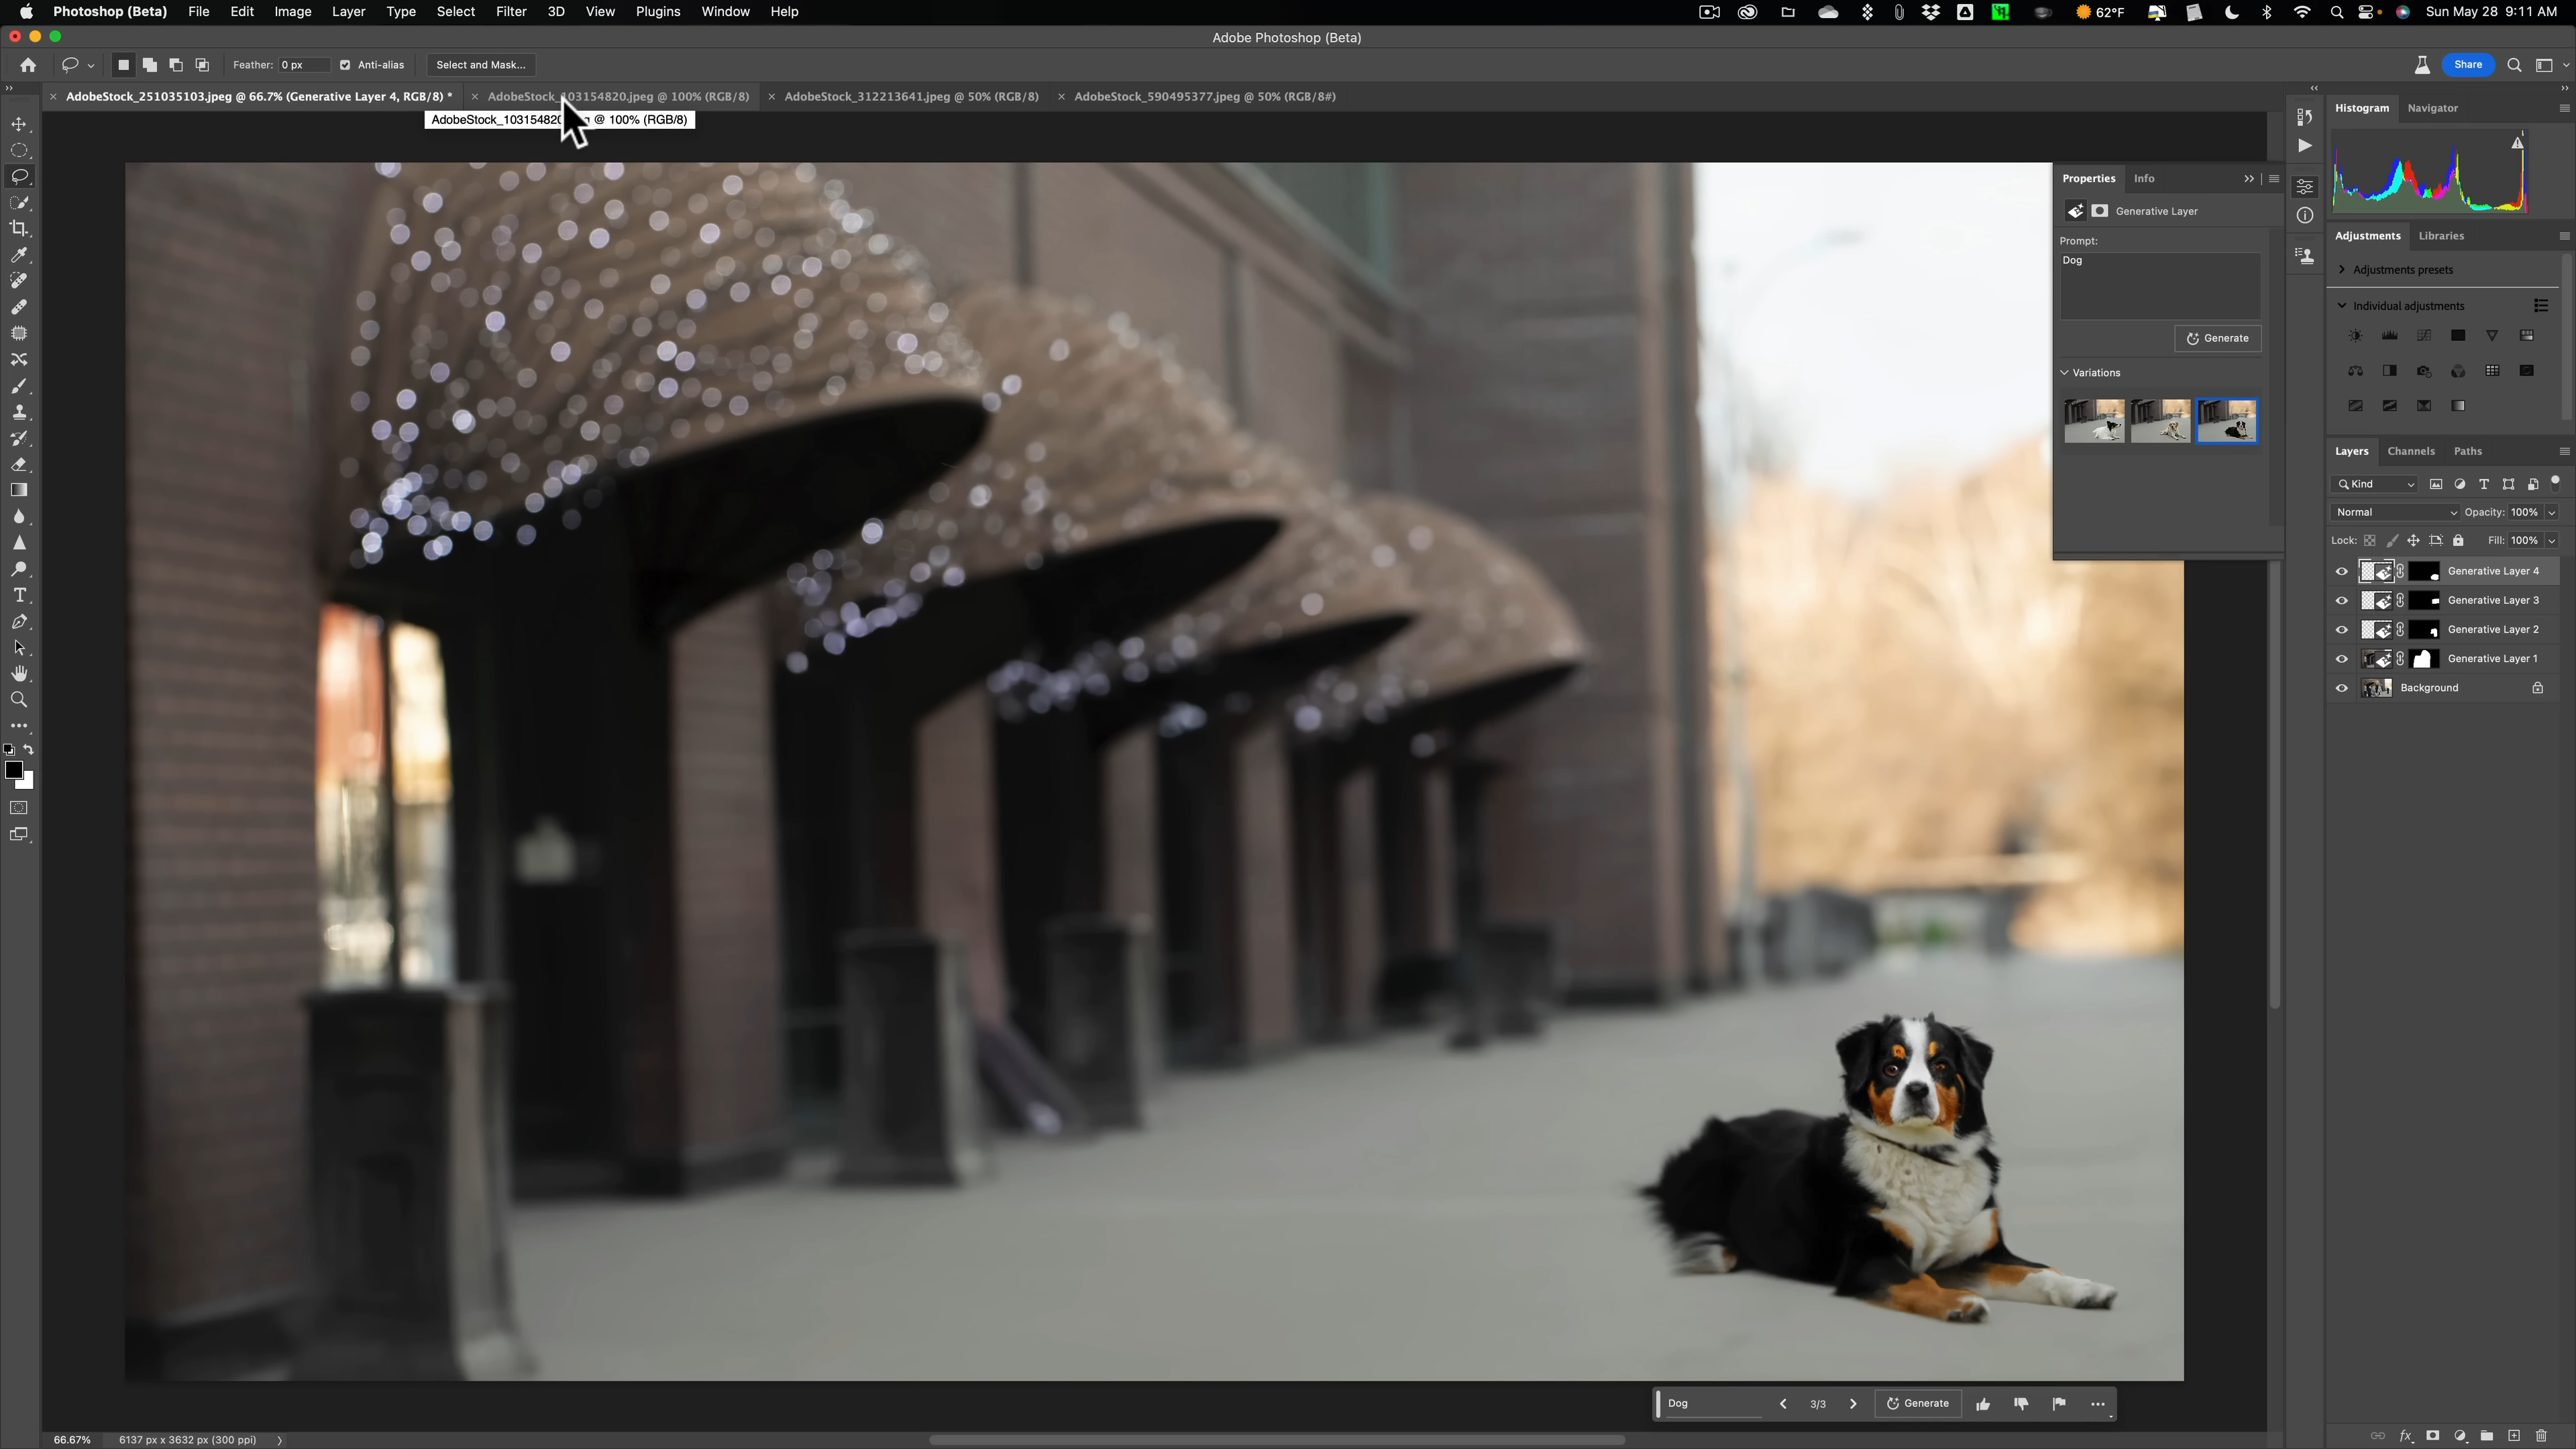 Photoshop (Beta) File Edit Image Layer Type Select Filter 3D View Plugins Window Help 62°F Sun May 28 9:11 AM
Adobe Photoshop (Beta)
Feather: 0 px Anti-alias Select and Mask... Share
AdobeStock_251035103.jpeg @ 66.7% (Generative Layer 4, RGB/8) * AdobeStock_103154820.jpeg @ 100% (RGB/8) AdobeStock_312213641.jpeg @ 50% (RGB/8) AdobeStock_590495377.jpeg @ 50% (RGB/8#)
AdobeStock_103154820 @ 100% (RGB/8)
Histogram Navigator
Properties Info
Generative Layer
Prompt:
Dog
Generate
Variations
Adjustments Libraries
Adjustments presets
Individual adjustments
Layers Channels Paths
Kind
Normal Opacity: 100%
Lock: Fill: 100%
Generative Layer 4
Generative Layer 3
Generative Layer 2
Generative Layer 1
Background
Dog 3/3 Generate
66.67% 6137 px x 3632 px (300 ppi)